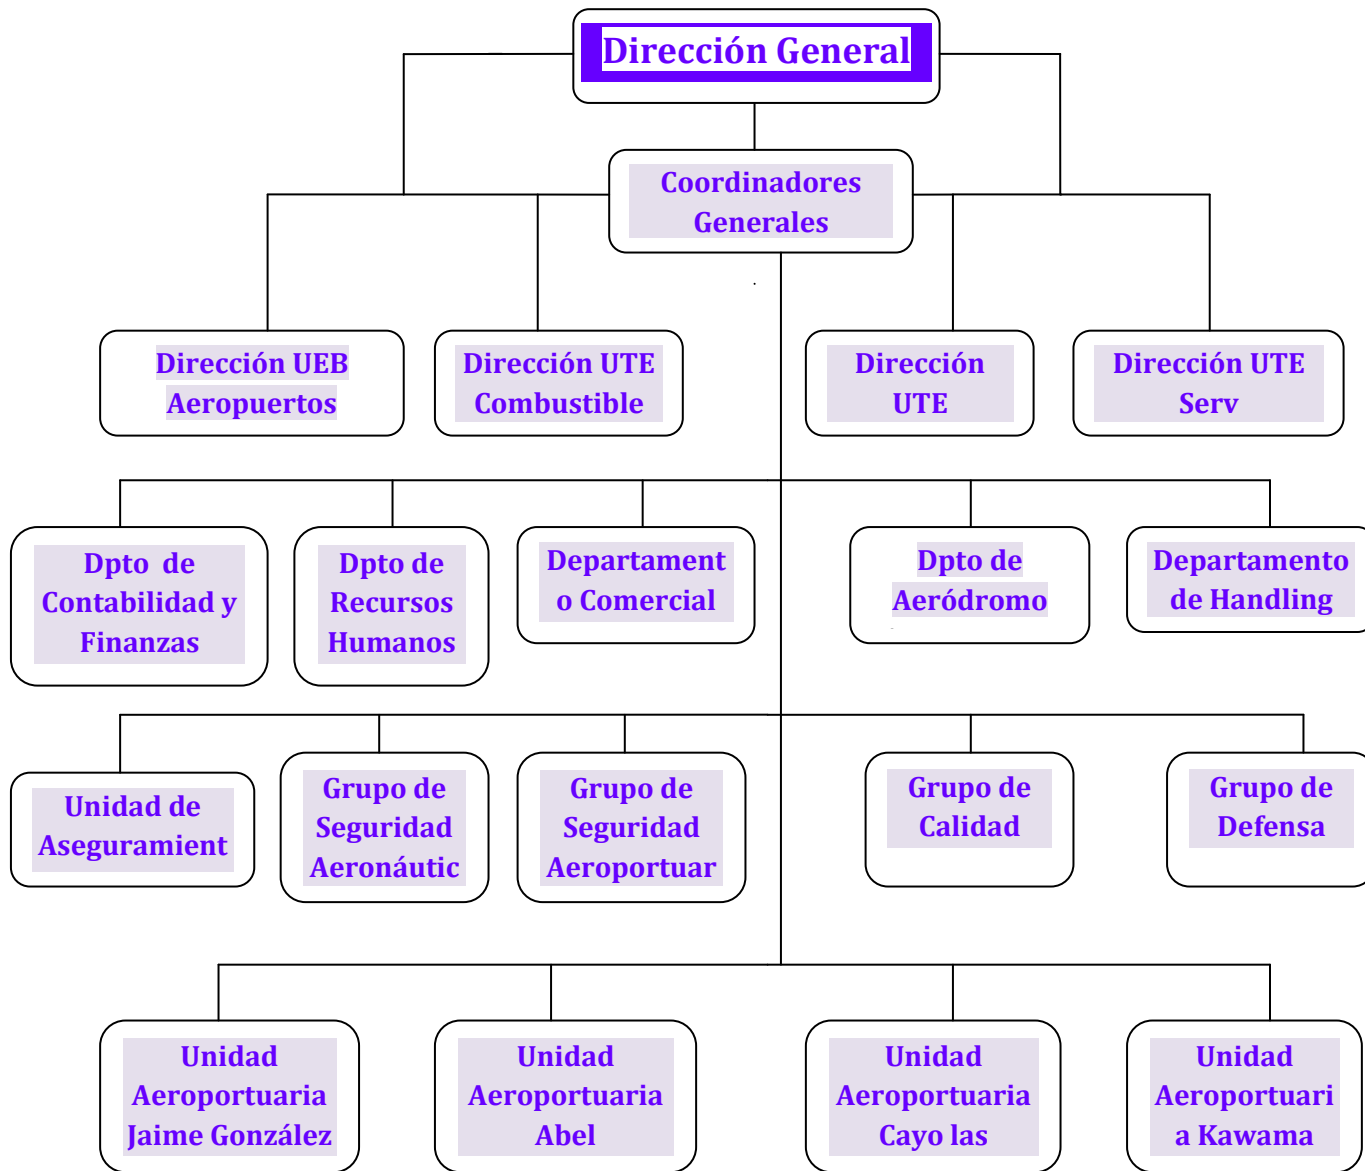 Dirección General
Coordinadores
Generales
Dirección UEB
Aeropuertos
Dirección UTE
Combustible
Dirección
UTE
Dirección UTE
Serv
Dpto de
Contabilidad y
Finanzas
Dpto de
Recursos
Humanos
Departament
o Comercial
Dpto de
Aeródromo
Departamento
de Handling
Unidad de
Aseguramient
Grupo de
Seguridad
Aeronáutic
Grupo de
Seguridad
Aeroportuar
Grupo de
Calidad
Grupo de
Defensa
Unidad
Aeroportuaria
Jaime González
Unidad
Aeroportuaria
Abel
Unidad
Aeroportuaria
Cayo las
Unidad
Aeroportuari
a Kawama